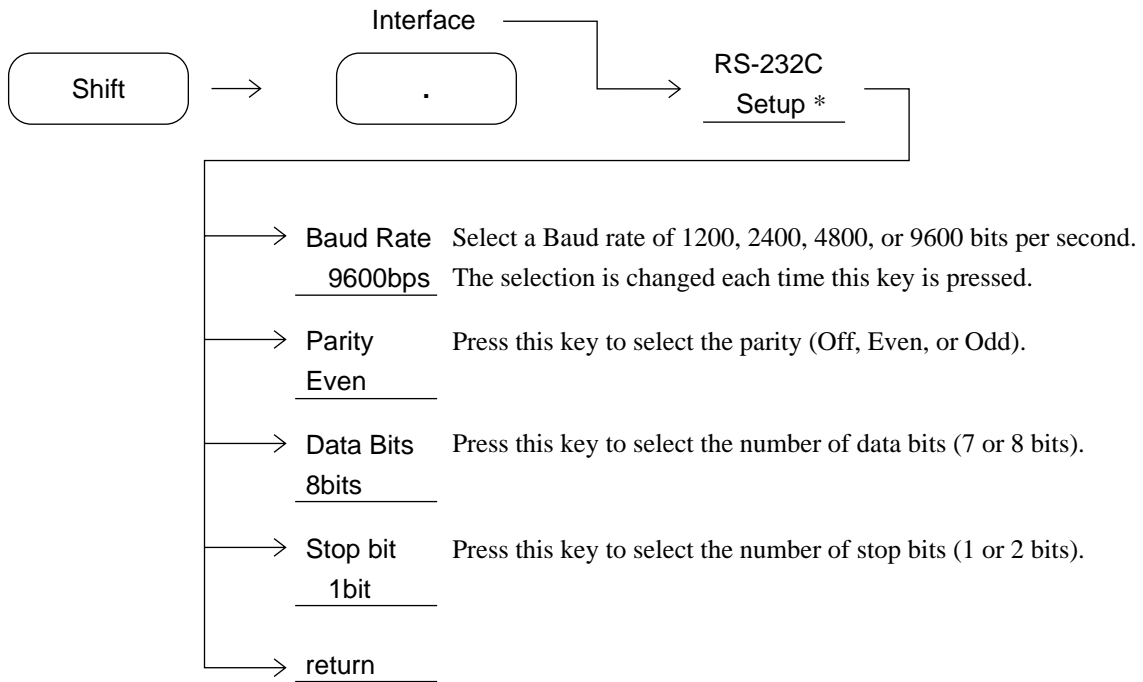 Interface
Shift
.
RS-232C
Setup *
Baud Rate Select a Baud rate of 1200, 2400, 4800, or 9600 bits per second.
9600bps The selection is changed each time this key is pressed.
Parity Press this key to select the parity (Off, Even, or Odd).
Even
Data Bits Press this key to select the number of data bits (7 or 8 bits).
8bits
Stop bit Press this key to select the number of stop bits (1 or 2 bits).
1bit
return